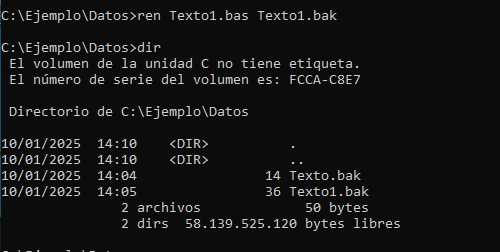 C:\Ejemplo\Datos>ren Texto1.bas Texto1.bak
C:\Ejemplo\Datos>dir
El volumen de la unidad C no tiene etiqueta.
El número de serie del volumen es: FCCA-C8E7
Directorio de C:\Ejemplo\Datos
10/01/2025  14:10    <DIR>          .
10/01/2025  14:10    <DIR>          ..
10/01/2025  14:04                14 Texto.bak
10/01/2025  14:05                36 Texto1.bak
2 archivos             50 bytes
2 dirs  58.139.525.120 bytes libres